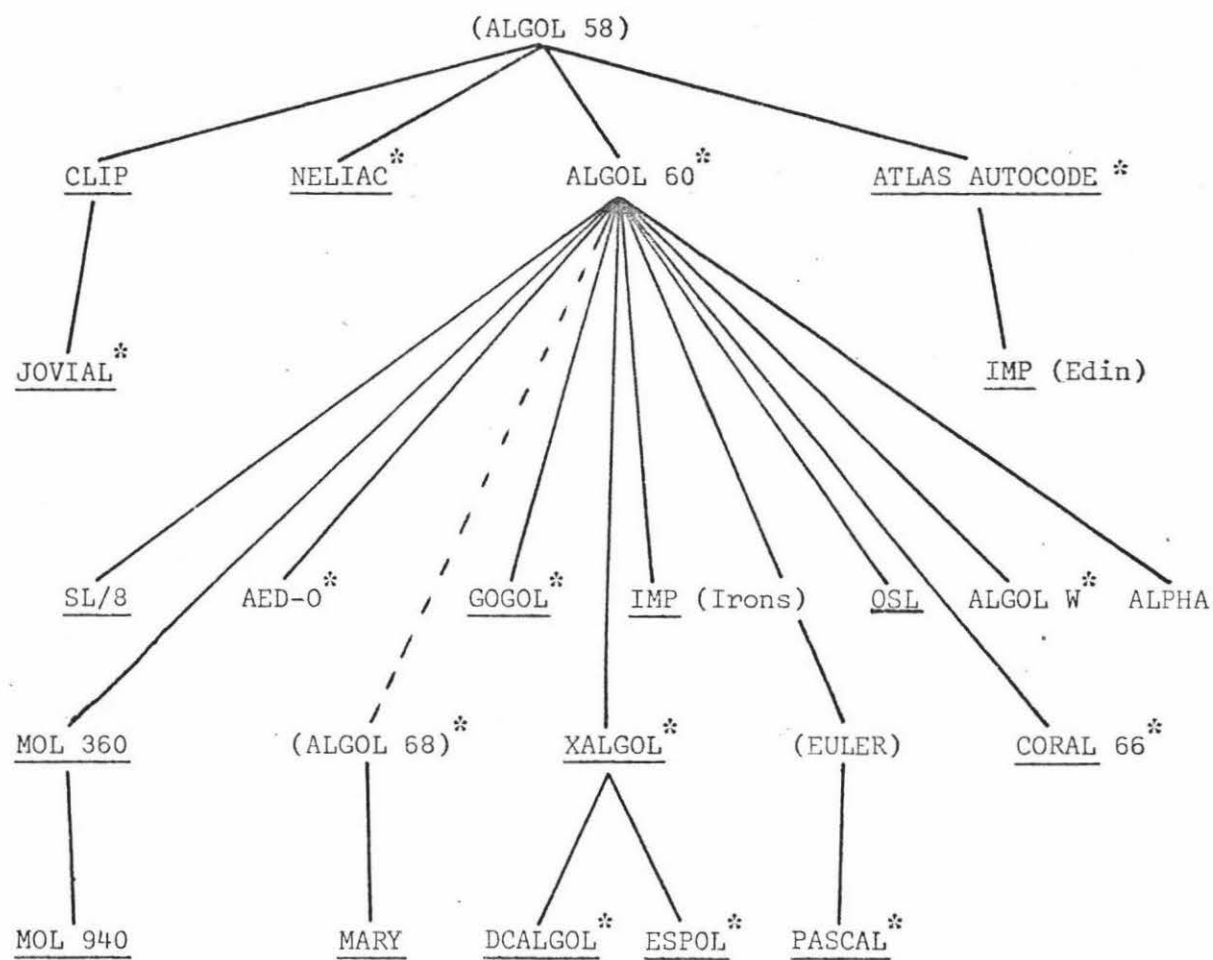 (ALGOL 58)
CLIP NELIAC* ALGOL 60* ATLAS AUTOCODE *
JOVIAL* IMP (Edin)
SL/8 AED-0* GOGOL* IMP (Irons) OSL ALGOL W* ALPHA
MOL 360 (ALGOL 68)* XALGOL* (EULER) CORAL 66*
MOL 940 MARY DCALGOL* ESPOL* PASCAL*